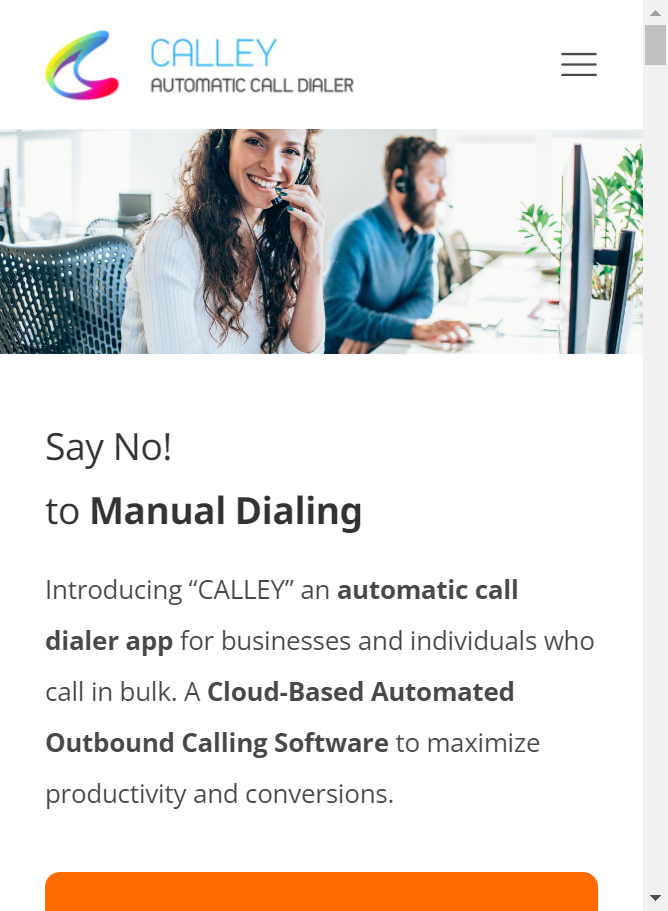 CALLEY
AUTOMATIC CALL DIALER
Say No!
to Manual Dialing
Introducing “CALLEY” an automatic call
dialer app for businesses and individuals who
call in bulk. A Cloud-Based Automated
Outbound Calling Software to maximize
productivity and conversions.